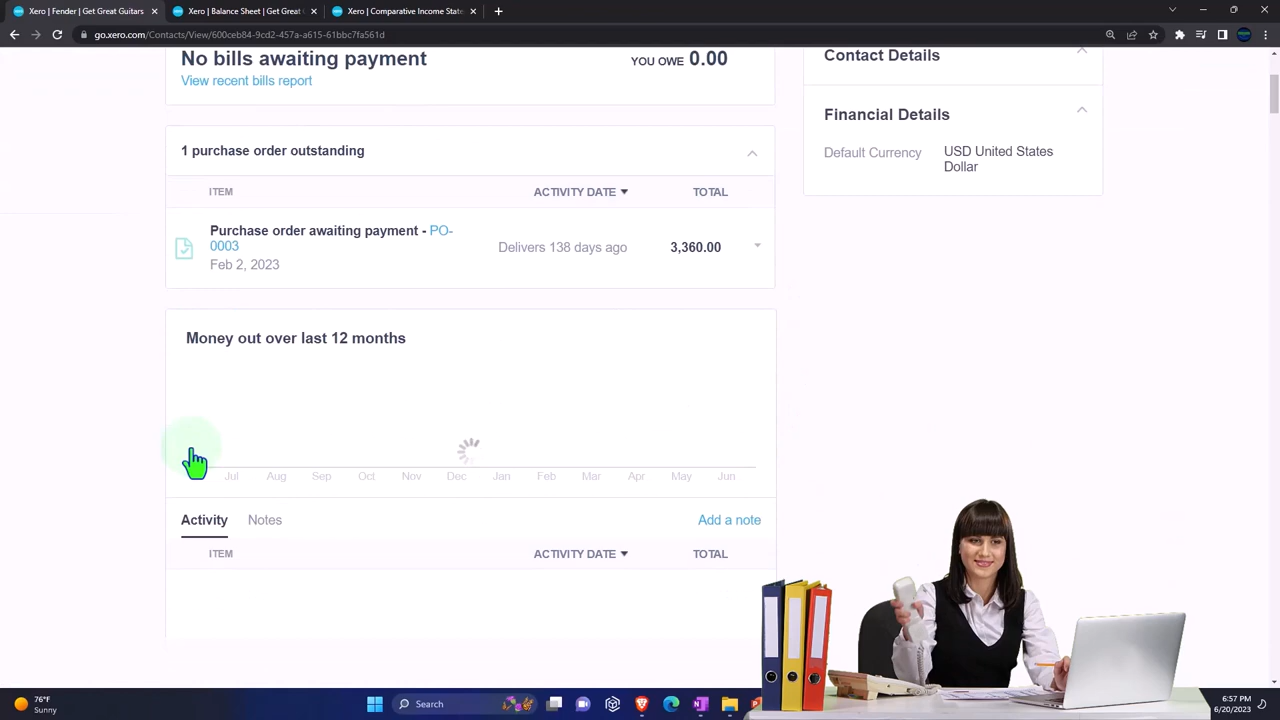 Xero | Fender | Get Great Guitar
Xero | Balance Sheet | Get Great
Xero | Comparative Income State
go.xero.com/Contacts/View/600ceb84-9cd2-457a-a615-61bbc7fa561d
No bills awaiting payment
YOU OWE 0.00
View recent bills report
Contact Details
Financial Details
Default Currency
USD United States
Dollar
1 purchase order outstanding
ITEM
ACTIVITY DATE
TOTAL
Purchase order awaiting payment - PO-
0003
Feb 2, 2023
Delivers 138 days ago
3,360.00
Money out over last 12 months
Jul Aug Sep Oct Nov Dec Jan Feb Mar Apr May Jun
Activity
Notes
Add a note
ITEM
ACTIVITY DATE
TOTAL
76°F
Sunny
Search
6:57 PM
6/20/2023